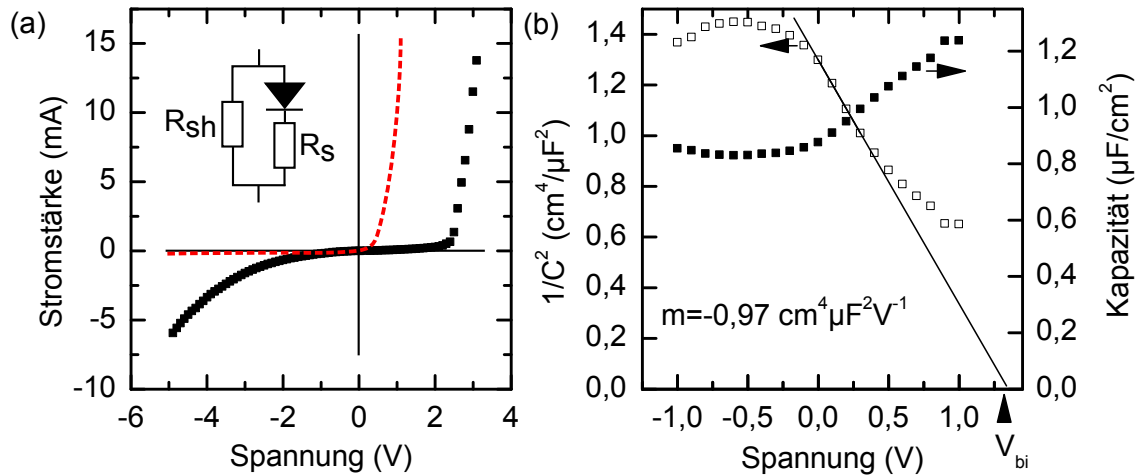 (a)
15
10
5
0
-5
-10
-6
-4
-2
0
2
4
Stromstärke (mA)
Spannung (V)
Rsh
Rs
(b)
1,4
1,2
1,0
0,8
0,6
0,4
0,2
0,0
1/C² (cm⁴/µF²)
m=-0,97 cm⁴µF²V⁻¹
-1,0
-0,5
0,0
0,5
1,0
Spannung (V)
Vbi
1,2
1,0
0,8
0,6
0,4
0,2
0,0
Kapazität (µF/cm²)